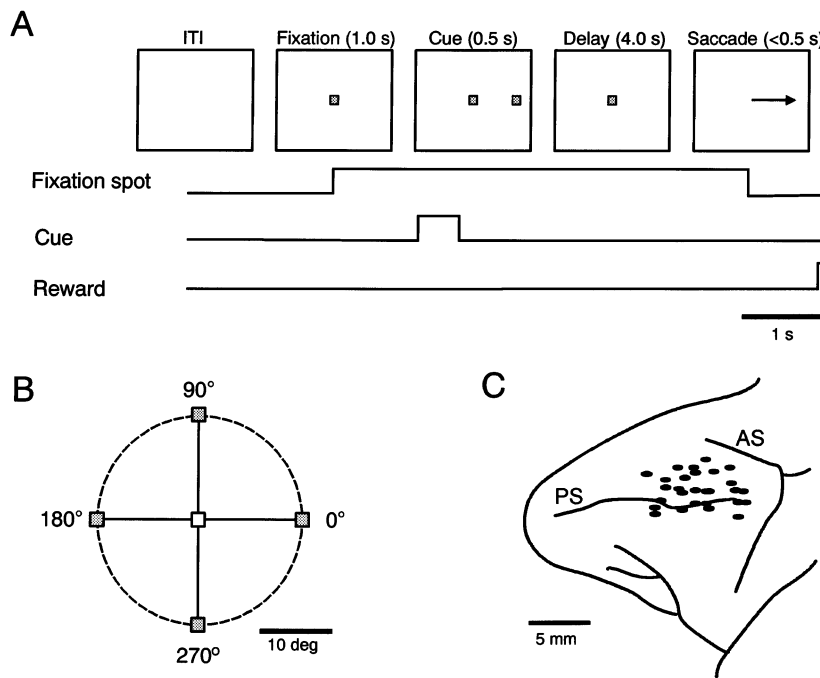 A
ITI
Fixation (1.0 s)
Cue (0.5 s)
Delay (4.0 s)
Saccade (<0.5 s)
Fixation spot
Cue
Reward
1 s
B
90°
180°
0°
270°
10 deg
C
AS
PS
5 mm